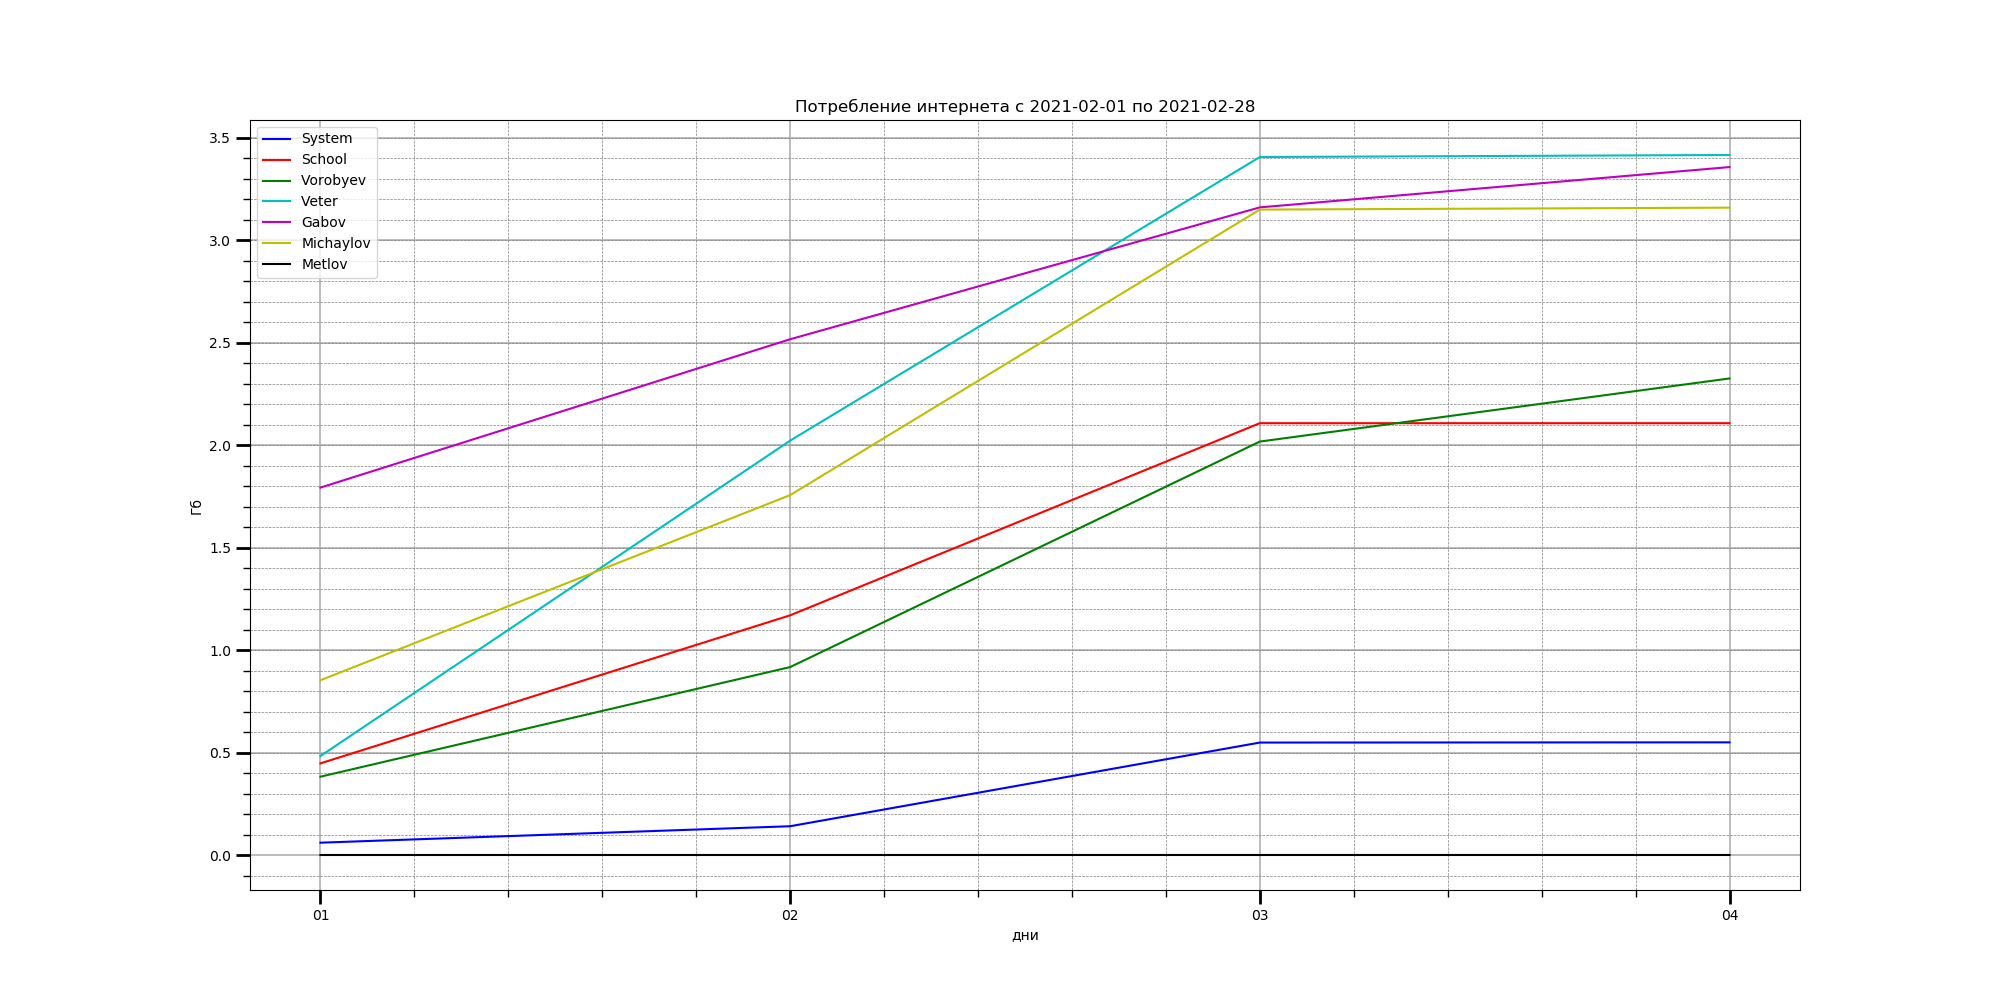 Потребление интернета с 2021-02-01 по 2021-02-28
System
School
Vorobyev
Veter
Gabov
Michaylov
Metlov
3.5
3.0
2.5
2.0
1.5
1.0
0.5
0.0
Гб
01 02 03 04
дни